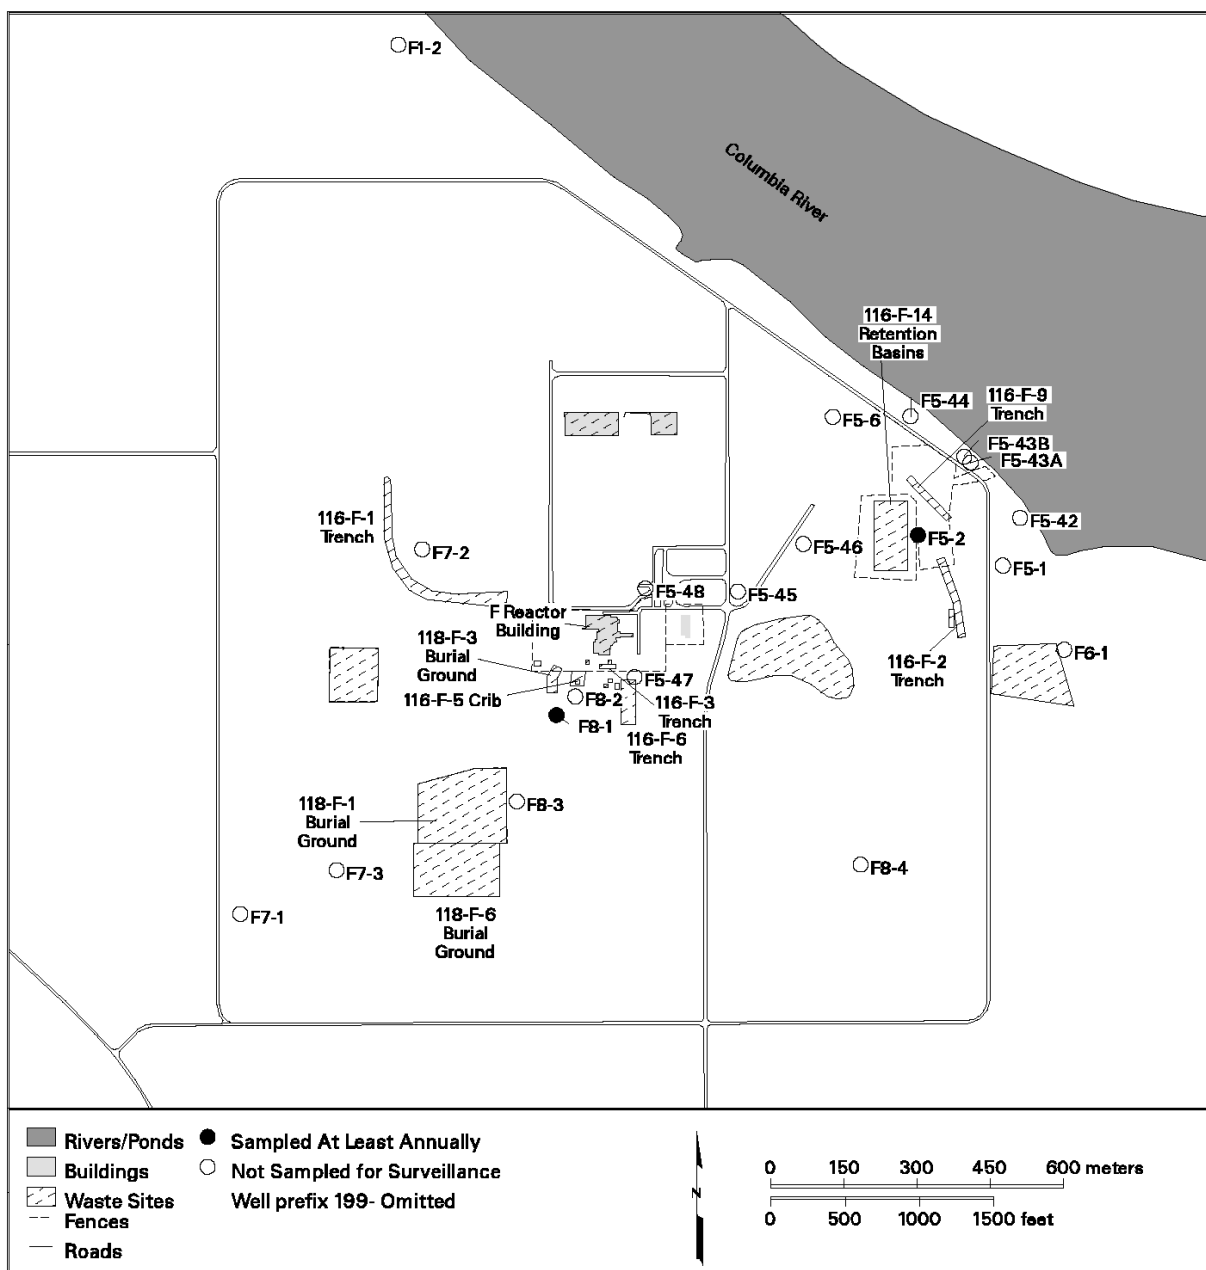 F1-2
Columbia River
116-F-14
Retention
Basins
F5-44
116-F-9
Trench
F5-6
F5-43B
F5-43A
116-F-1
Trench
F7-2
F5-46
F5-2
F5-42
F5-1
F5-48
F5-45
F Reactor
Building
118-F-3
Burial
Ground
116-F-5 Crib
F8-2
F8-1
F5-47
116-F-3
Trench
116-F-6
Trench
116-F-2
Trench
F6-1
118-F-1
Burial
Ground
F8-3
F7-3
F8-4
F7-1
118-F-6
Burial
Ground
Rivers/Ponds
Buildings
Waste Sites
Fences
Roads
Sampled At Least Annually
Not Sampled for Surveillance
Well prefix 199- Omitted
N
0 150 300 450 600 meters
0 500 1000 1500 feet